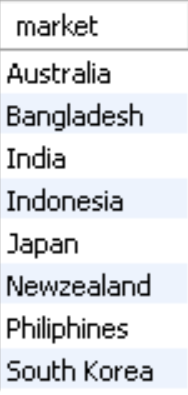 market
Australia
Bangladesh
India
Indonesia
Japan
Newzealand
Philiphines
South Korea